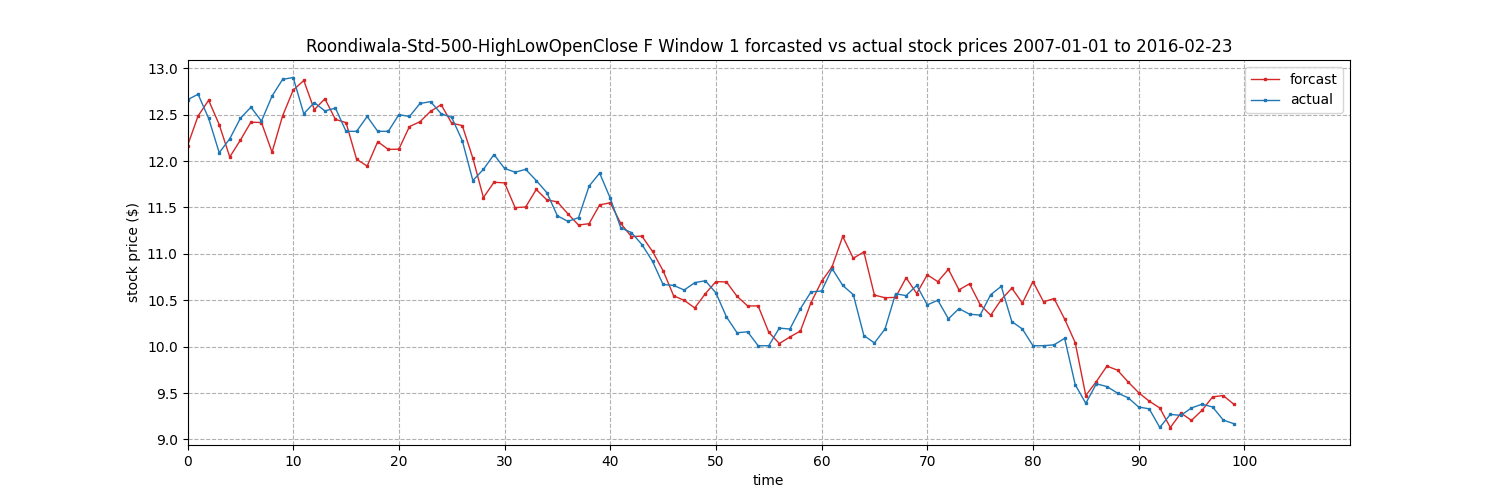 Roondiwala-Std-500-HighLowOpenClose F Window 1 forcasted vs actual stock prices 2007-01-01 to 2016-02-23
forcast
actual
stock price ($)
13.0
12.5
12.0
11.5
11.0
10.5
10.0
9.5
9.0
0 10 20 30 40 50 60 70 80 90 100
time